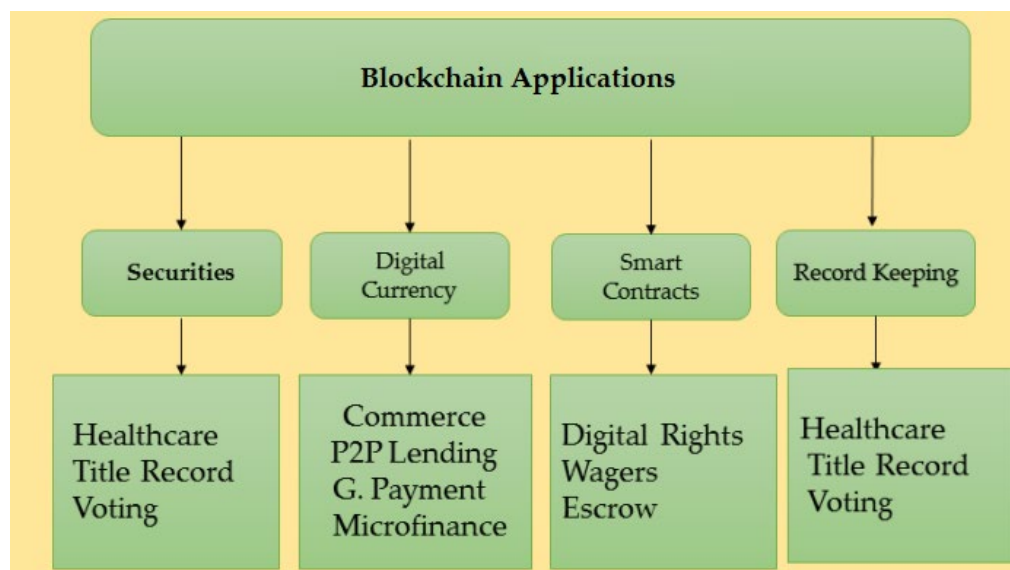 Blockchain Applications
Securities
Digital
Currency
Smart
Contracts
Record Keeping
Healthcare
Title Record
Voting
Commerce
P2P Lending
G. Payment
Microfinance
Digital Rights
Wagers
Escrow
Healthcare
Title Record
Voting